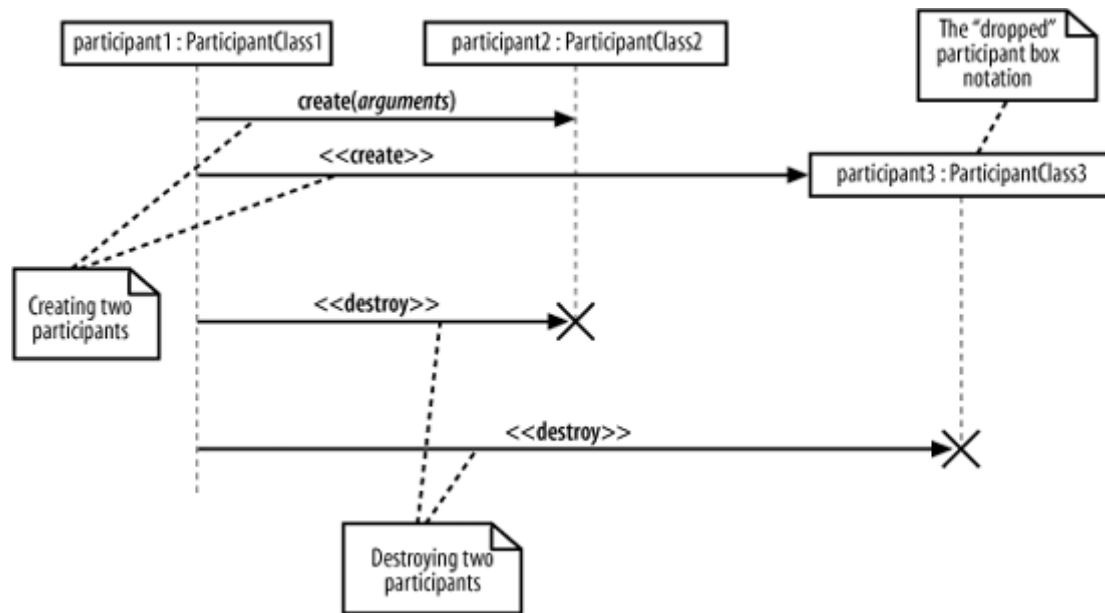 participant1 : ParticipantClass1
participant2 : ParticipantClass2
The “dropped”
participant box
notation
create(arguments)
<<create>>
participant3 : ParticipantClass3
Creating two
participants
<<destroy>>
<<destroy>>
Destroying two
participants